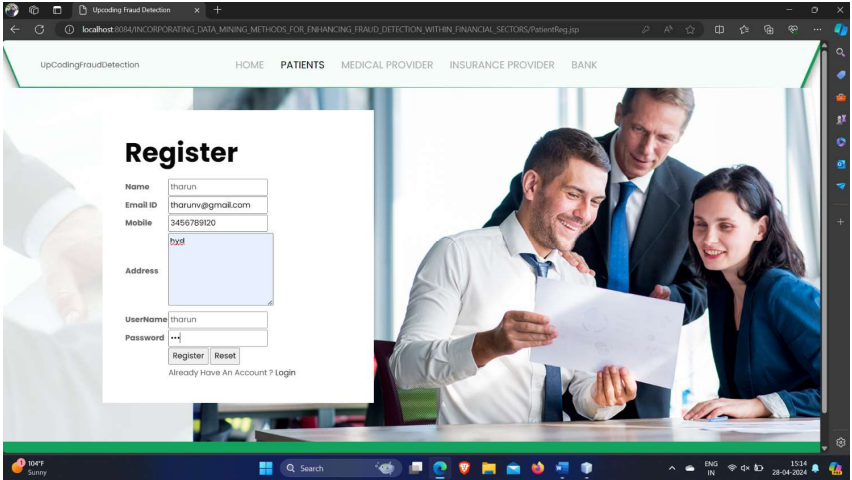 Upcoding Fraud Detection
localhost:8084/INCORPORATING_DATA_MINING_METHODS_FOR_ENHANCING_FRAUD_DETECTION_WITHIN_FINANCIAL_SECTORS/PatientReg.jsp
UpCodingFraudDetection HOME PATIENTS MEDICAL PROVIDER INSURANCE PROVIDER BANK
Register
Name tharun
Email ID tharunv@gmail.com
Mobile 3456789120
hyd
Address
UserName tharun
Password •••
Register Reset
Already Have An Account ? Login
1
104°F
Sunny
Search
ENG
IN
15:14
28-04-2024